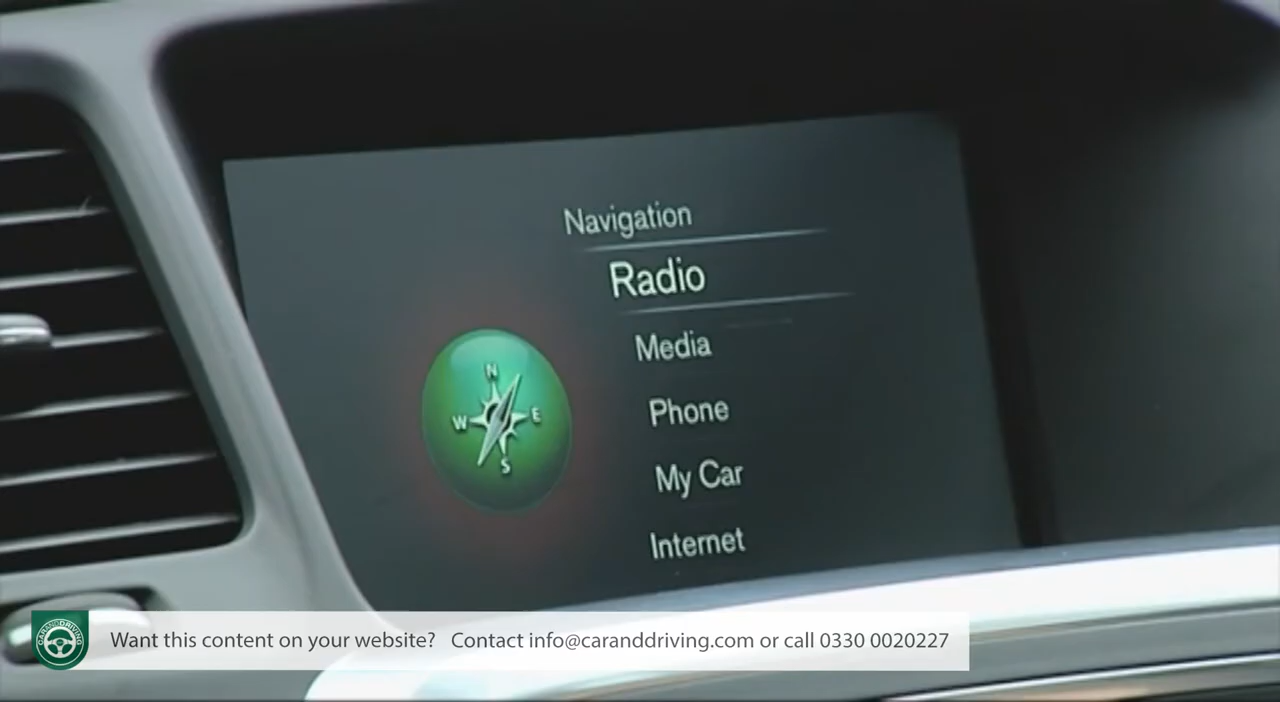 Navigation
Radio
Media
Phone
My Car
Internet
N
W E
S
CARANDDRIVING
Want this content on your website? Contact info@caranddriving.com or call 0330 0020227